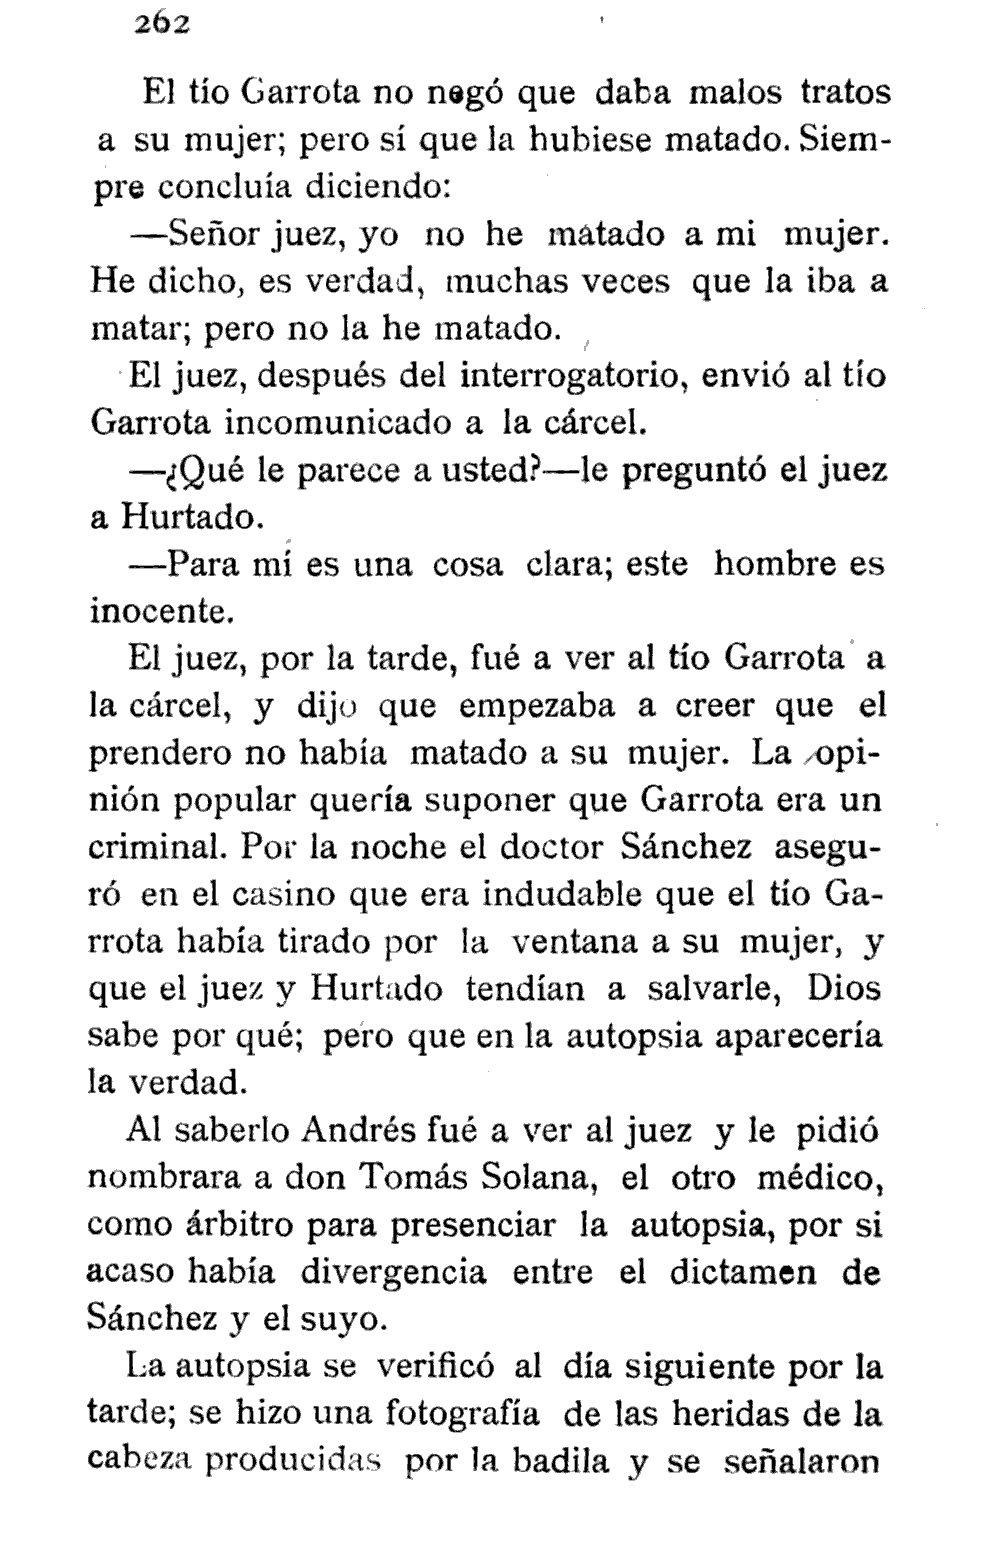 262
El tío Garrota no negó que daba malos tratos
a su mujer; pero sí que la hubiese matado. Siem-
pre concluía diciendo:
—Señor juez, yo no he matado a mi mujer.
He dicho, es verdad, muchas veces que la iba a
matar; pero no la he matado.
El juez, después del interrogatorio, envió al tío
Garrota incomunicado a la cárcel.
—¿Qué le parece a usted?—le preguntó el juez
a Hurtado.
—Para mí es una cosa clara; este hombre es
inocente.
El juez, por la tarde, fué a ver al tío Garrota a
la cárcel, y dijo que empezaba a creer que el
prendero no había matado a su mujer. La opi-
nión popular quería suponer que Garrota era un
criminal. Por la noche el doctor Sánchez asegu-
ró en el casino que era indudable que el tío Ga-
rrota había tirado por la ventana a su mujer, y
que el juez y Hurtado tendían a salvarle, Dios
sabe por qué; pero que en la autopsia aparecería
la verdad.
Al saberlo Andrés fué a ver al juez y le pidió
nombrara a don Tomás Solana, el otro médico,
como árbitro para presenciar la autopsia, por si
acaso había divergencia entre el dictamen de
Sánchez y el suyo.
La autopsia se verificó al día siguiente por la
tarde; se hizo una fotografía de las heridas de la
cabeza producidas por la badila y se señalaron